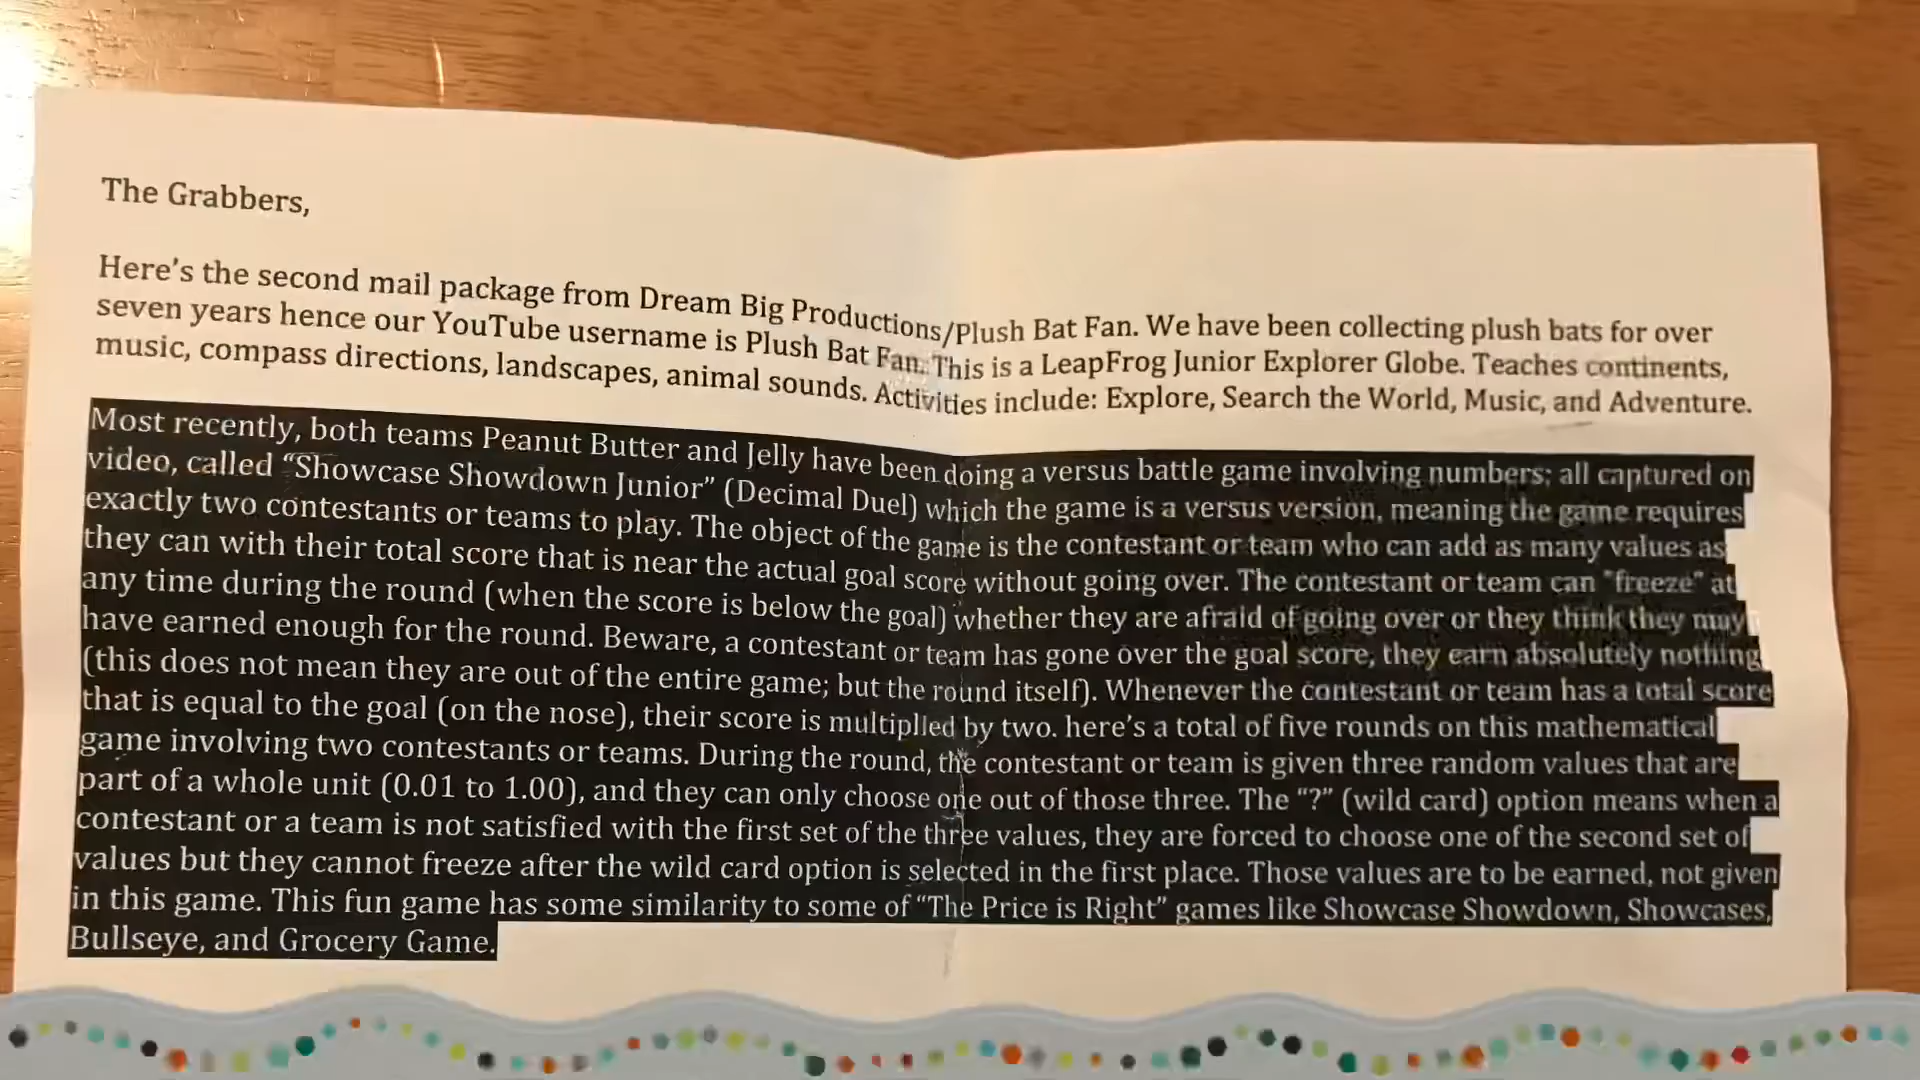 The Grabbers,
Here's the second mail package from Dream Big Productions/Plush Bat Fan. We have been collecting plush bats for over
seven years hence our YouTube username is Plush Bat Fan. This is a LeapFrog Junior Explorer Globe. Teaches continents,
music, compass directions, landscapes, animal sounds. Activities include: Explore, Search the World, Music, and Adventure.
Most recently, both teams Peanut Butter and Jelly have been doing a versus battle game involving numbers; all captured on
video, called “Showcase Showdown Junior” (Decimal Duel) which the game is a versus version, meaning the game requires
exactly two contestants or teams to play. The object of the game is the contestant or team who can add as many values as
they can with their total score that is near the actual goal score without going over. The contestant or team can "freeze" at
any time during the round (when the score is below the goal) whether they are afraid of going over or they think they may
have earned enough for the round. Beware, a contestant or team has gone over the goal score, they earn absolutely nothing
(this does not mean they are out of the entire game; but the round itself). Whenever the contestant or team has a total score
that is equal to the goal (on the nose), their score is multiplied by two. here's a total of five rounds on this mathematical
game involving two contestants or teams. During the round, the contestant or team is given three random values that are
part of a whole unit (0.01 to 1.00), and they can only choose one out of those three. The “?” (wild card) option means when a
contestant or a team is not satisfied with the first set of the three values, they are forced to choose one of the second set of
values but they cannot freeze after the wild card option is selected in the first place. Those values are to be earned, not given
in this game. This fun game has some similarity to some of “The Price is Right” games like Showcase Showdown, Showcases,
Bullseye, and Grocery Game.